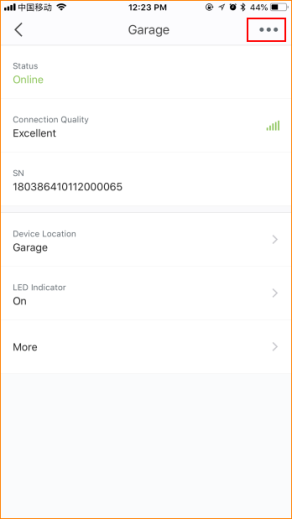 中国移动 12:23 PM 44%
Garage
Status
Online
Connection Quality
Excellent
SN
180386410112000065
Device Location
Garage
LED Indicator
On
More